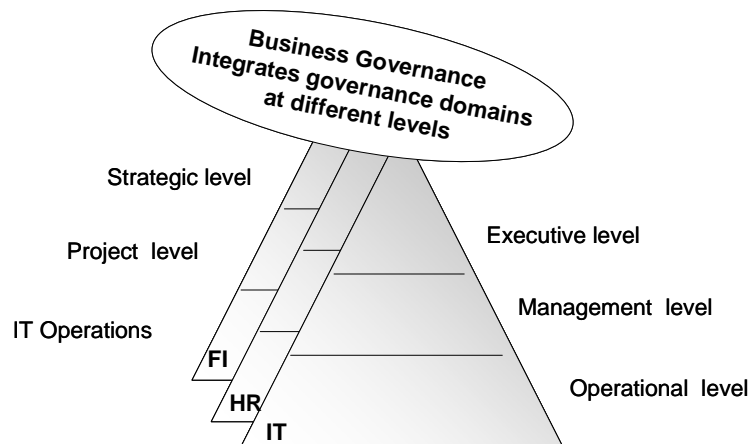 Business Governance
Integrates governance domains
at different levels
Strategic level
Project level
IT Operations
Executive level
Management level
Operational level
FI
HR
IT